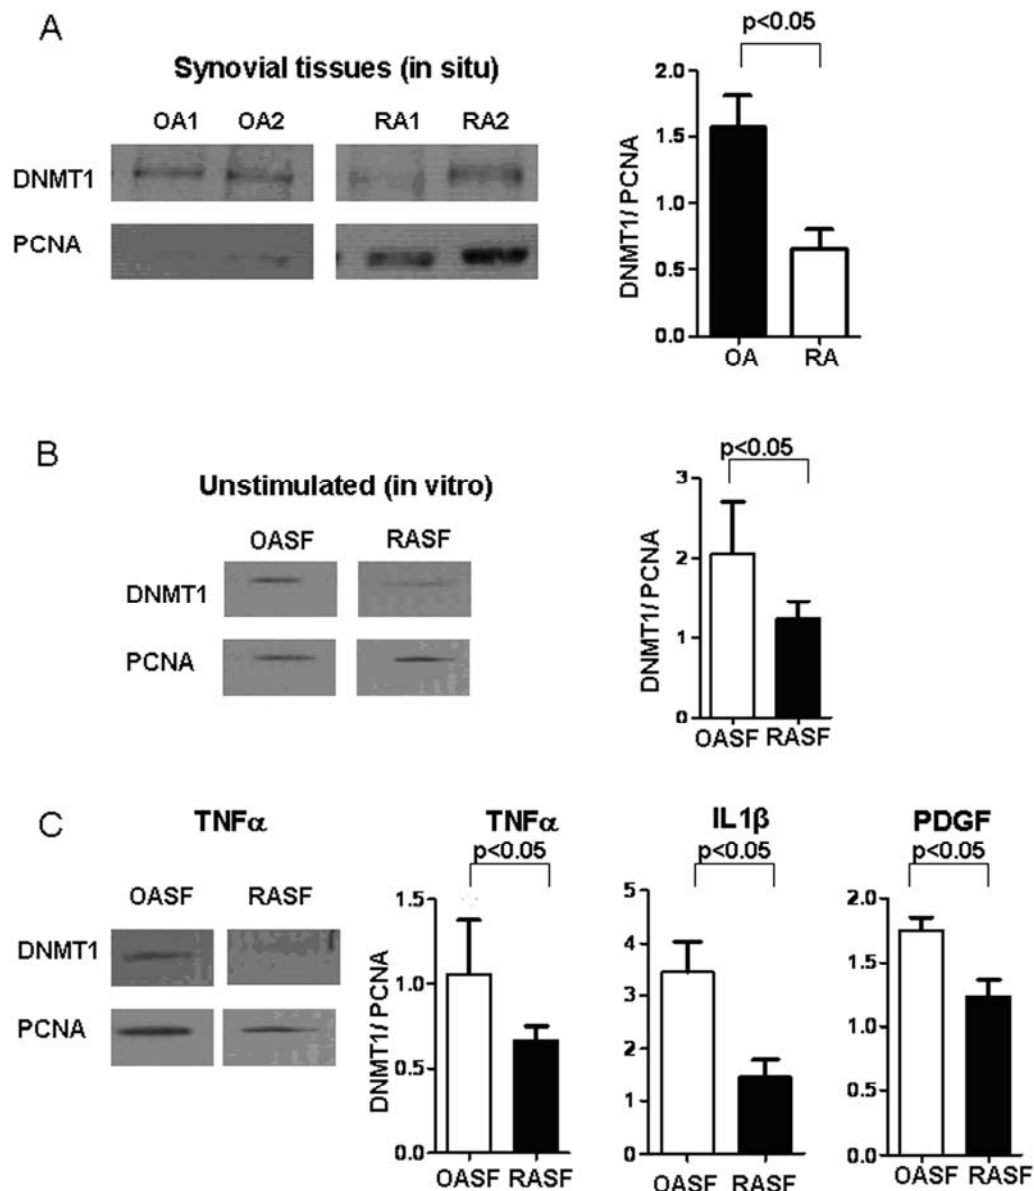 A
Synovial tissues (in situ)
OA1 OA2 RA1 RA2
DNMT1
PCNA
p<0.05
2.0
1.5
1.0
0.5
0.0
DNMT1/ PCNA
OA RA
B
Unstimulated (in vitro)
OASF RASF
DNMT1
PCNA
p<0.05
3
2
1
0
DNMT1/ PCNA
OASF RASF
C
TNFα
OASF RASF
DNMT1
PCNA
TNFα
p<0.05
1.5
1.0
0.5
0.0
DNMT1/ PCNA
OASF RASF
IL1β
p<0.05
5
4
3
2
1
0
OASF RASF
PDGF
p<0.05
2.0
1.5
1.0
0.5
0.0
OASF RASF